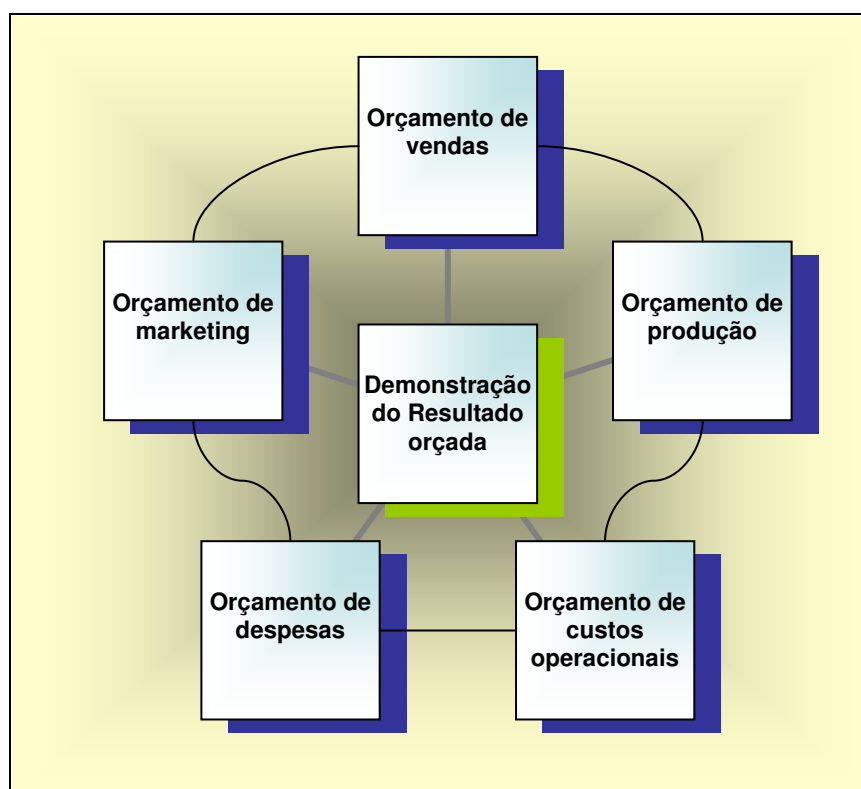 Orçamento de
vendas
Orçamento de
marketing
Orçamento de
produção
Demonstração
do Resultado
orçada
Orçamento de
despesas
Orçamento de
custos
operacionais